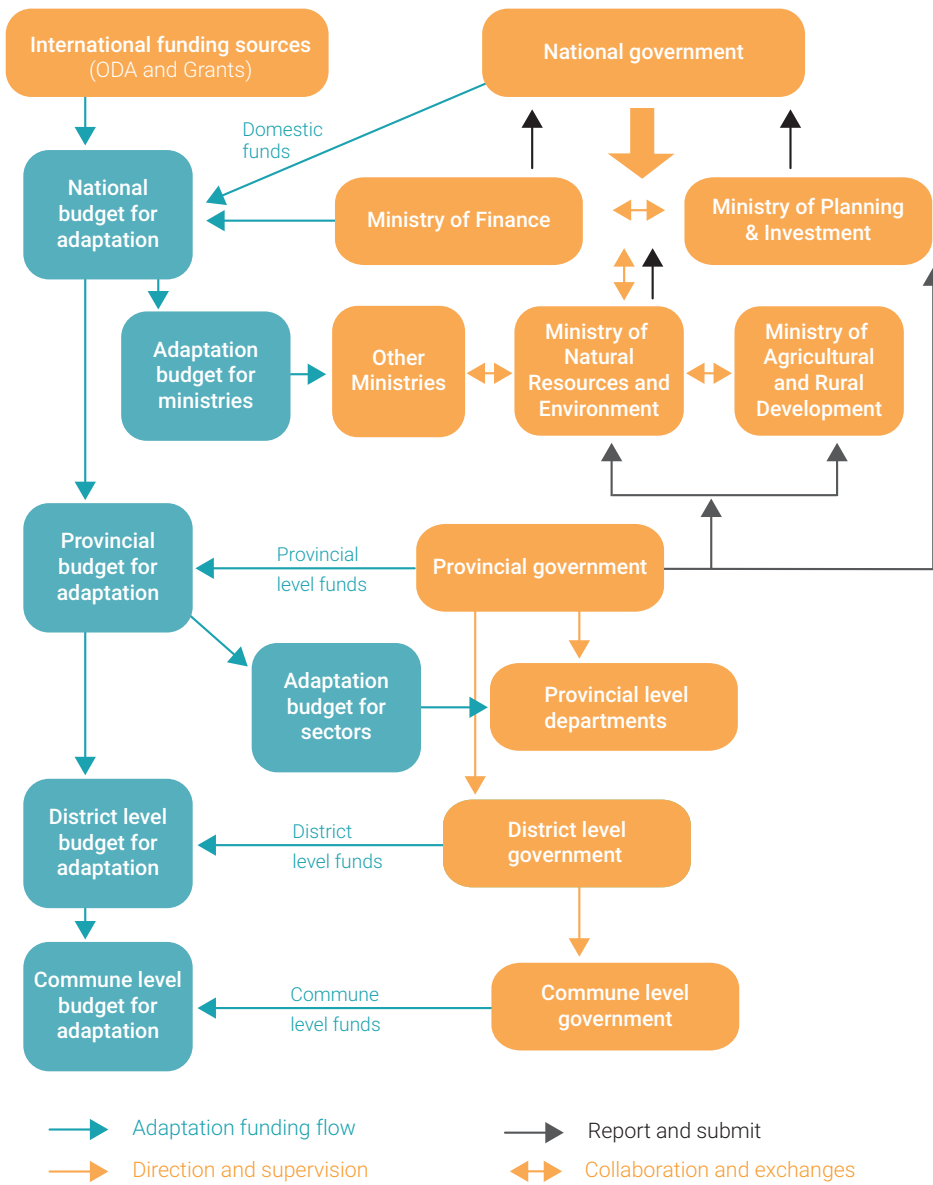 International funding sources
(ODA and Grants)
National government
Domestic
funds
National
budget for
adaptation
Ministry of Finance
Ministry of Planning
& Investment
Adaptation
budget for
ministries
Other
Ministries
Ministry of
Natural
Resources and
Environment
Ministry of
Agricultural
and Rural
Development
Provincial
budget for
adaptation
Provincial
level funds
Provincial government
Adaptation
budget for
sectors
Provincial level
departments
District level
budget for
adaptation
District
level funds
District level
government
Commune level
budget for
adaptation
Commune
level funds
Commune level
government
Adaptation funding flow
Report and submit
Direction and supervision
Collaboration and exchanges